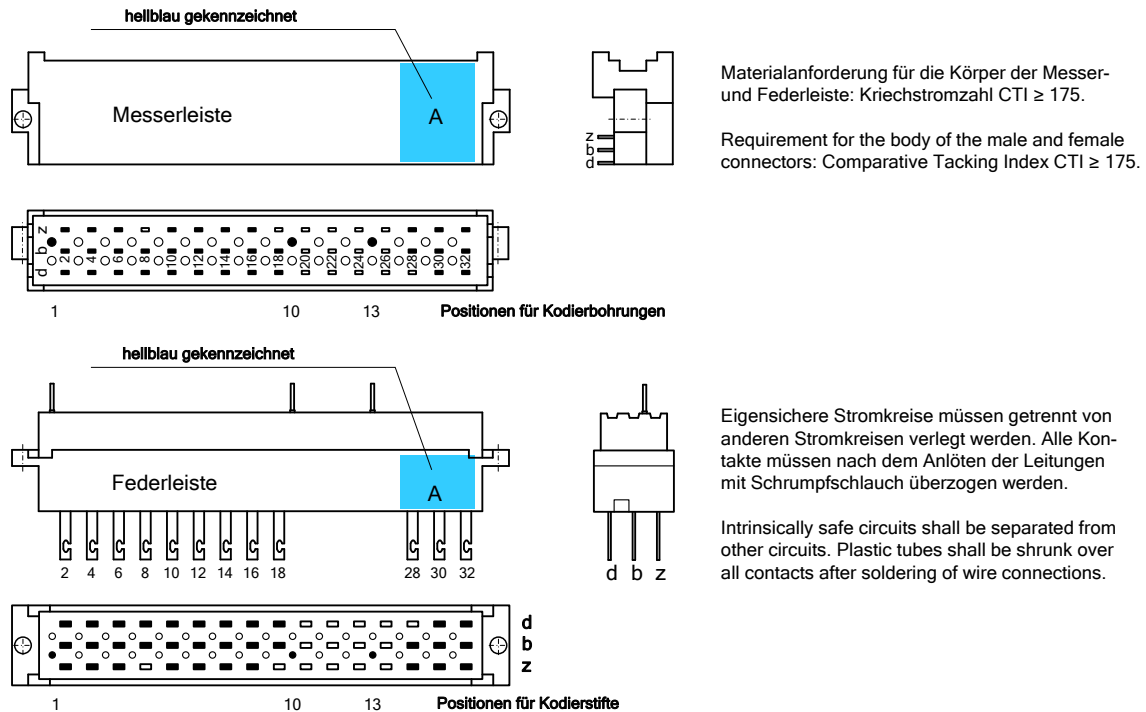 hellblau gekennzeichnet
Messerleiste
A
z
b
d
Materialanforderung für die Körper der Messer-
und Federleiste: Kriechstromzahl CTI ≥ 175.
Requirement for the body of the male and female
connectors: Comparative Tacking Index CTI ≥ 175.
z
b
d
2 4 6 8 10 12 14 16 18 20 22 24 26 28 30 32
1 10 13 Positionen für Kodierbohrungen
hellblau gekennzeichnet
Federleiste
A
2 4 6 8 10 12 14 16 18 28 30 32
d b z
Eigensichere Stromkreise müssen getrennt von
anderen Stromkreisen verlegt werden. Alle Kon-
takte müssen nach dem Anlöten der Leitungen
mit Schrumpfschlauch überzogen werden.
Intrinsically safe circuits shall be separated from
other circuits. Plastic tubes shall be shrunk over
all contacts after soldering of wire connections.
d
b
z
1 10 13 Positionen für Kodierstifte